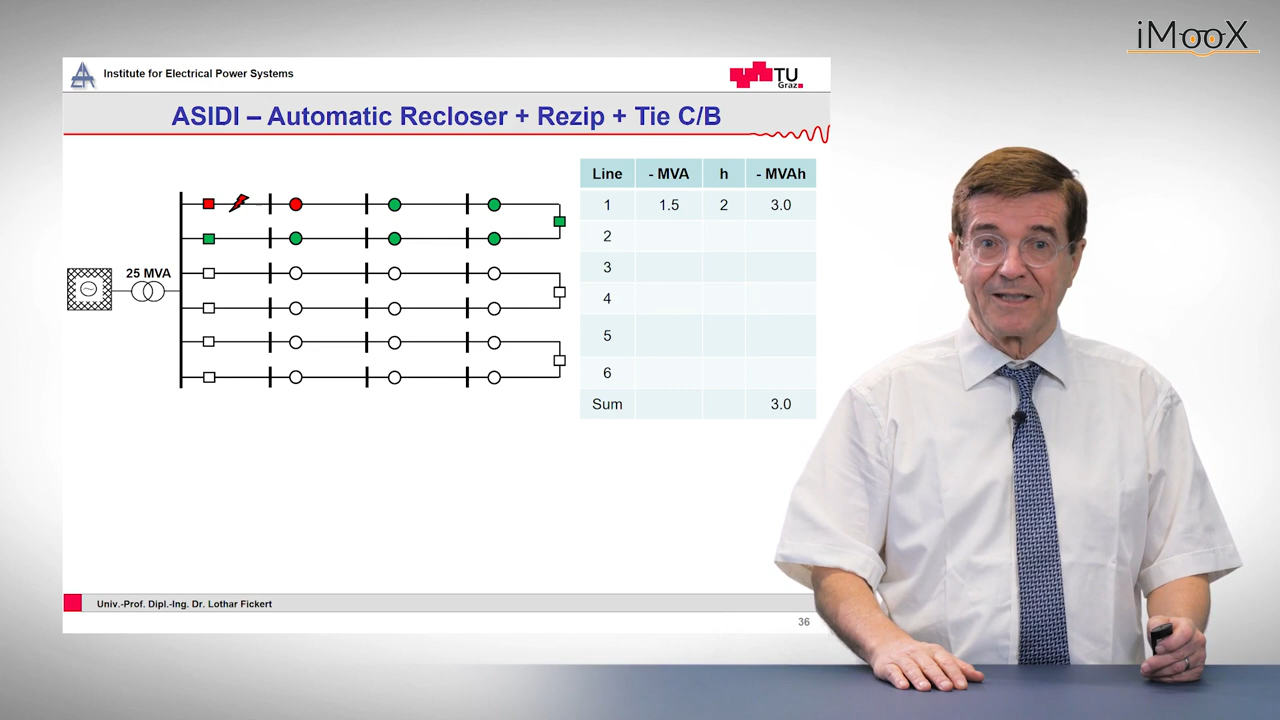 iMooX
Institute for Electrical Power Systems
TU
Graz
ASIDI – Automatic Recloser + Rezip + Tie C/B
25 MVA
Line - MVA h - MVAh
1 1.5 2 3.0
2
3
4
5
6
Sum 3.0
Univ.-Prof. Dipl.-Ing. Dr. Lothar Fickert
36